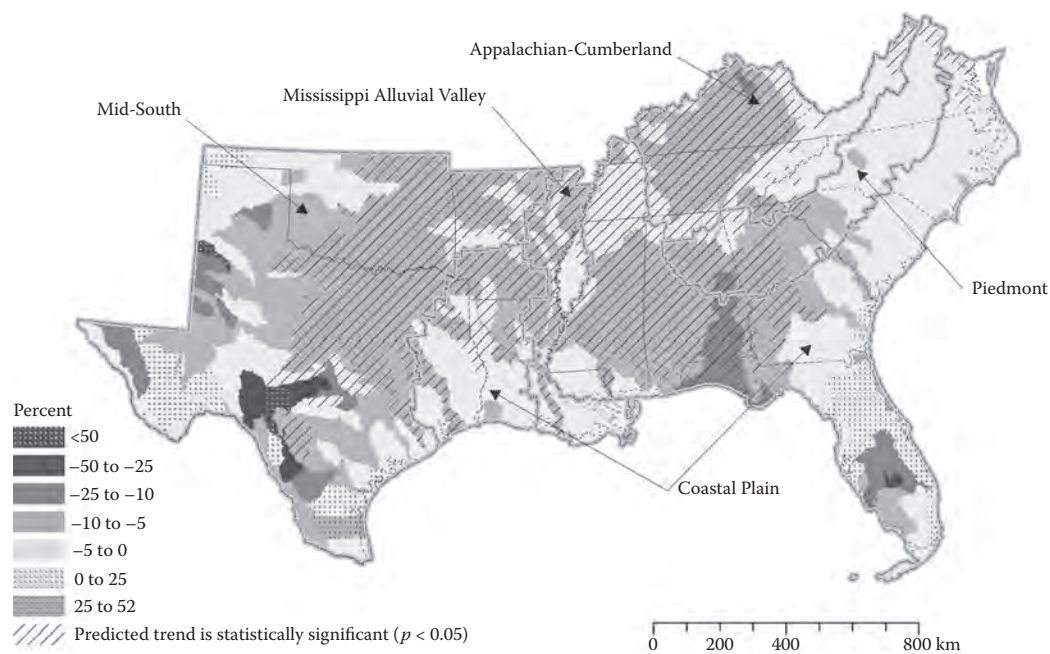 Appalachian-Cumberland
Mississippi Alluvial Valley
Mid-South
Piedmont
Coastal Plain
Percent
<50
–50 to –25
–25 to –10
–10 to –5
–5 to 0
0 to 25
25 to 52
Predicted trend is statistically significant (p < 0.05)
0 200 400 800 km